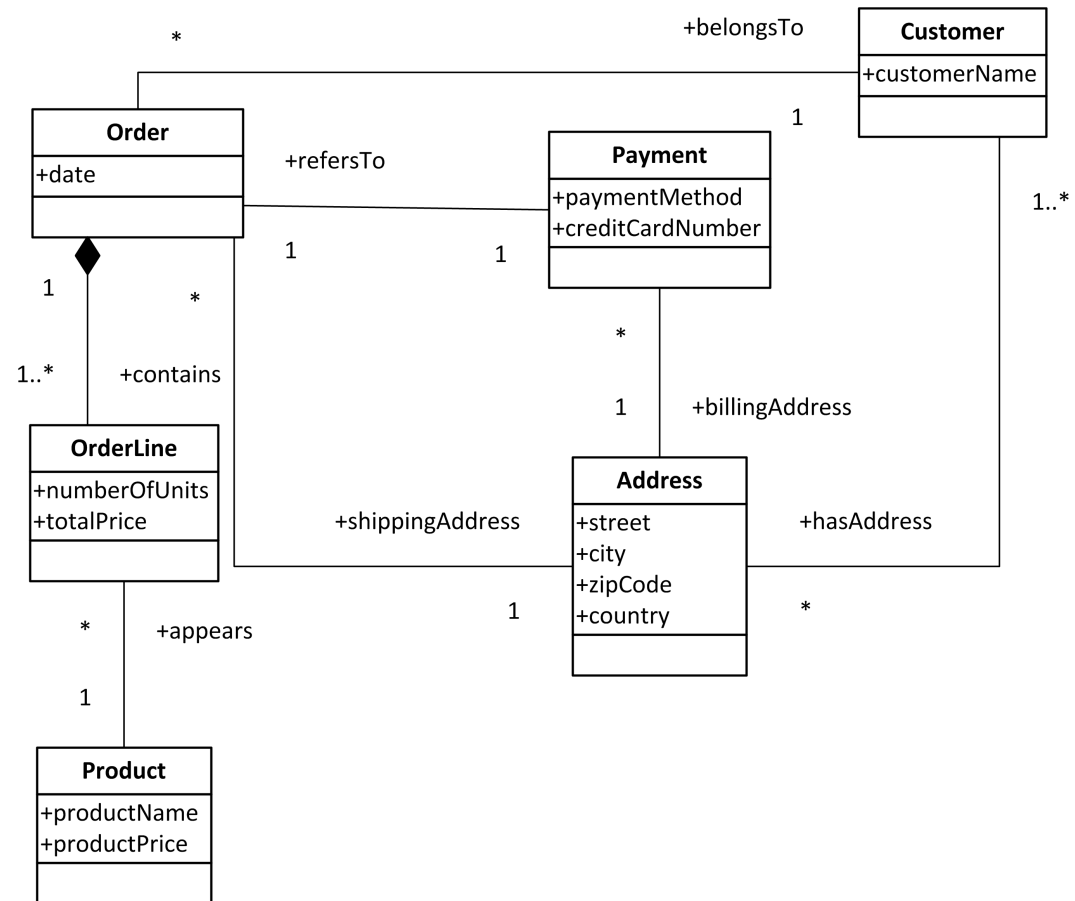 *
+belongsTo
Customer
+customerName
1
Order
+date
+refersTo
1
1
Payment
+paymentMethod
+creditCardNumber
1..*
1
*
1..*
+contains
*
1
+billingAddress
OrderLine
+numberOfUnits
+totalPrice
+shippingAddress
1
Address
+street
+city
+zipCode
+country
+hasAddress
*
*
+appears
1
Product
+productName
+productPrice